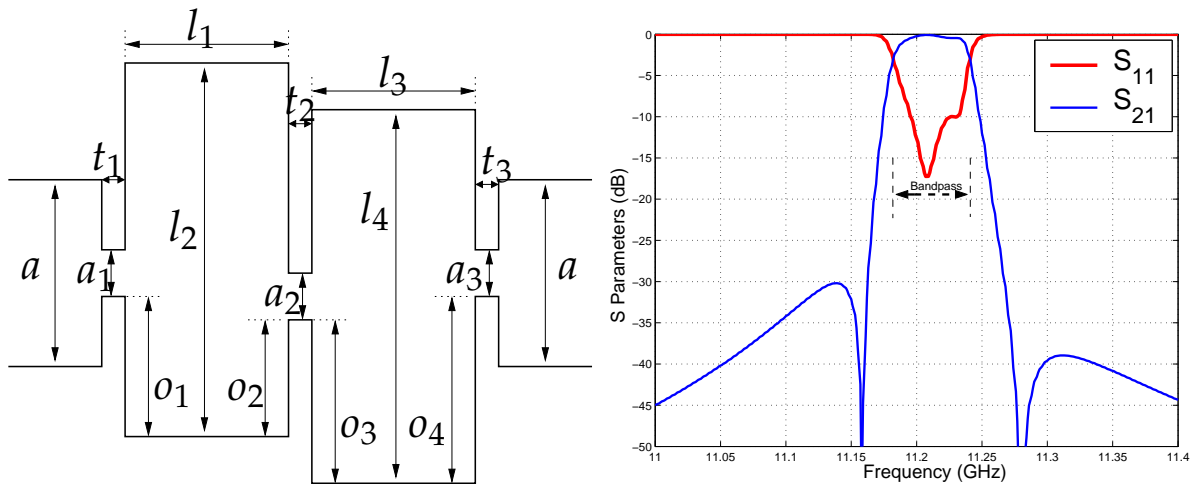 l1
t2
l3
t1
t3
l2
l4
a
a1
a2
a3
a
o1
o2
o3
o4
S Parameters (dB)
0
−5
−10
−15
−20
−25
−30
−35
−40
−45
−50
S11
S21
Bandpass
11 11.05 11.1 11.15 11.2 11.25 11.3 11.35 11.4
Frequency (GHz)